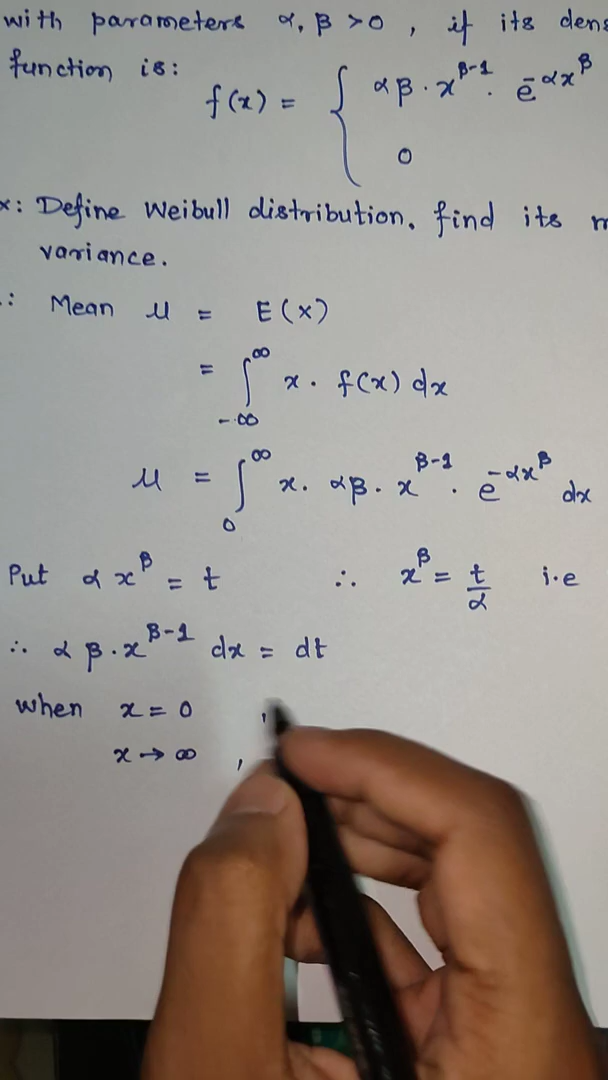 with parameters α, β > 0 , if its dens
function is:
f(x) = { αβ · x^{β-1} · e^{-αx^β}
0
x: Define Weibull distribution. find its m
variance.
: Mean μ = E(x)
= ∫_{-∞}^{∞} x · f(x) dx
μ = ∫_{0}^{∞} x · αβ · x^{β-1} · e^{-αx^β} dx
Put αx^β = t ∴ x^β = t/α i.e
∴ αβ · x^{β-1} dx = dt
when x = 0 ,
x → ∞ ,